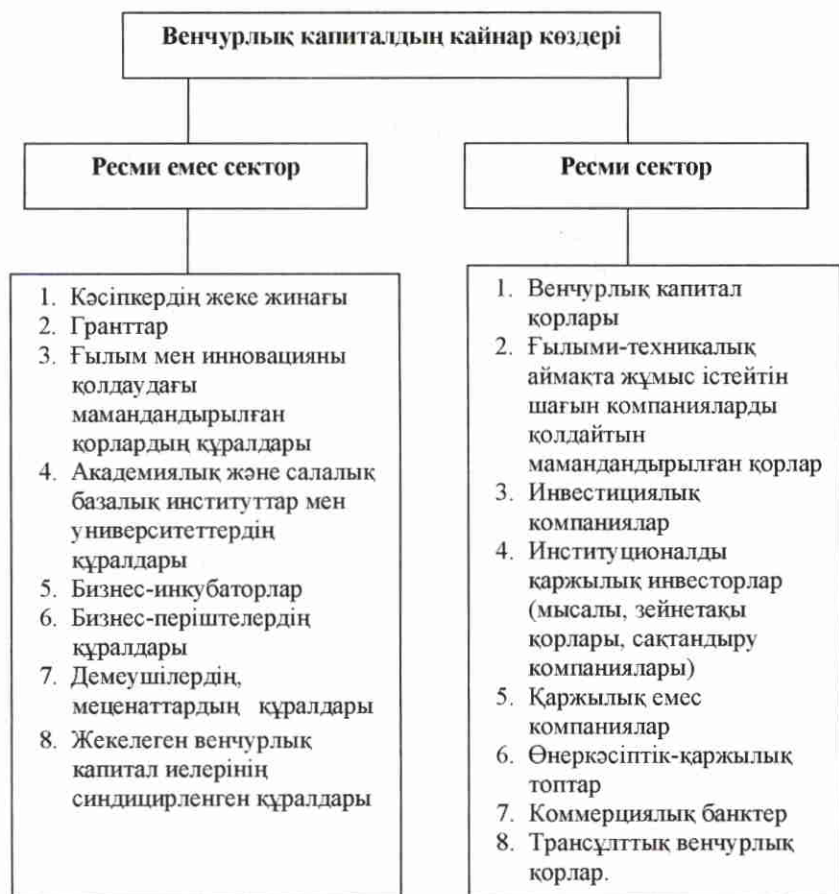 Венчурлық капиталдың кайнар көздері
Ресми емес сектор
1. Кәсіпкердің жеке жинағы
2. Гранттар
3. Ғылым мен инновацияны
қолдаудағы
мамандандырылған
қорлардың құралдары
4. Академиялық және салалық
базалық институттар мен
университеттердің
құралдары
5. Бизнес-инкубаторлар
6. Бизнес-періштелердің
құралдары
7. Демеушілердің,
меценаттардың құралдары
8. Жекелеген венчурлық
капитал иелерінің
синдицирленген құралдары
Ресми сектор
1. Венчурлық капитал
қорлары
2. Ғылыми-техникалық
аймақта жұмыс істейтін
шағын компанияларды
қолдайтын
мамандандырылған қорлар
3. Инвестициялық
компаниялар
4. Институционалды
қаржылық инвесторлар
(мысалы, зейнетақы
қорлары, сақтандыру
компаниялары)
5. Қаржылық емес
компаниялар
6. Өнеркәсіптік-қаржылық
топтар
7. Коммерциялық банктер
8. Трансұлттық венчурлық
қорлар.